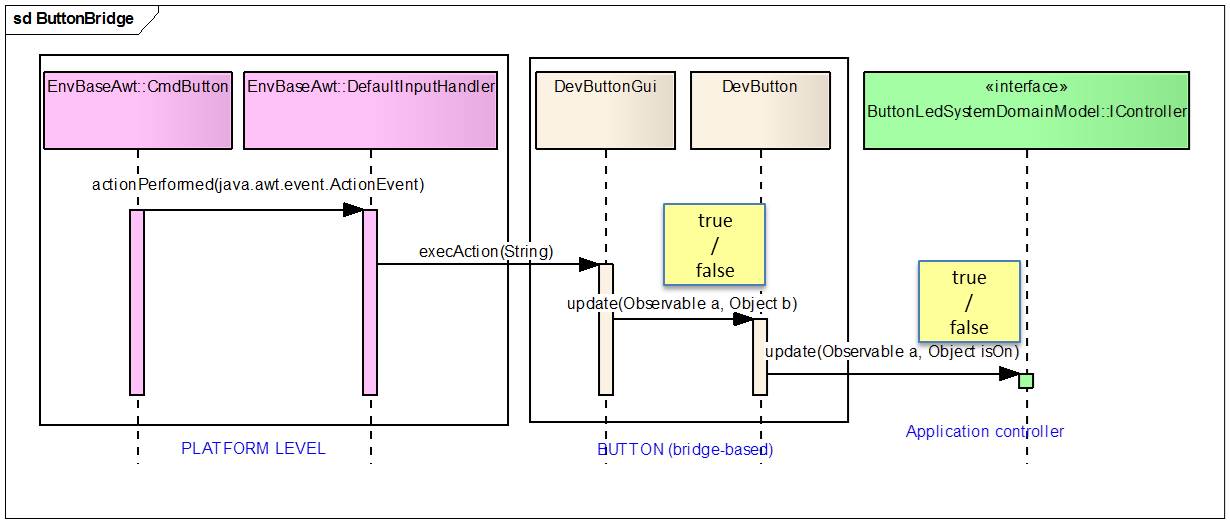 sd ButtonBridge
EnvBaseAwt::CmdButton
EnvBaseAwt::DefaultInputHandler
DevButtonGui
DevButton
«interface»
ButtonLedSystemDomainModel::IController
actionPerformed(java.awt.event.ActionEvent)
execAction(String)
true
/
false
update(Observable a, Object b)
true
/
false
update(Observable a, Object isOn)
PLATFORM LEVEL
BUTTON (bridge-based)
Application controller